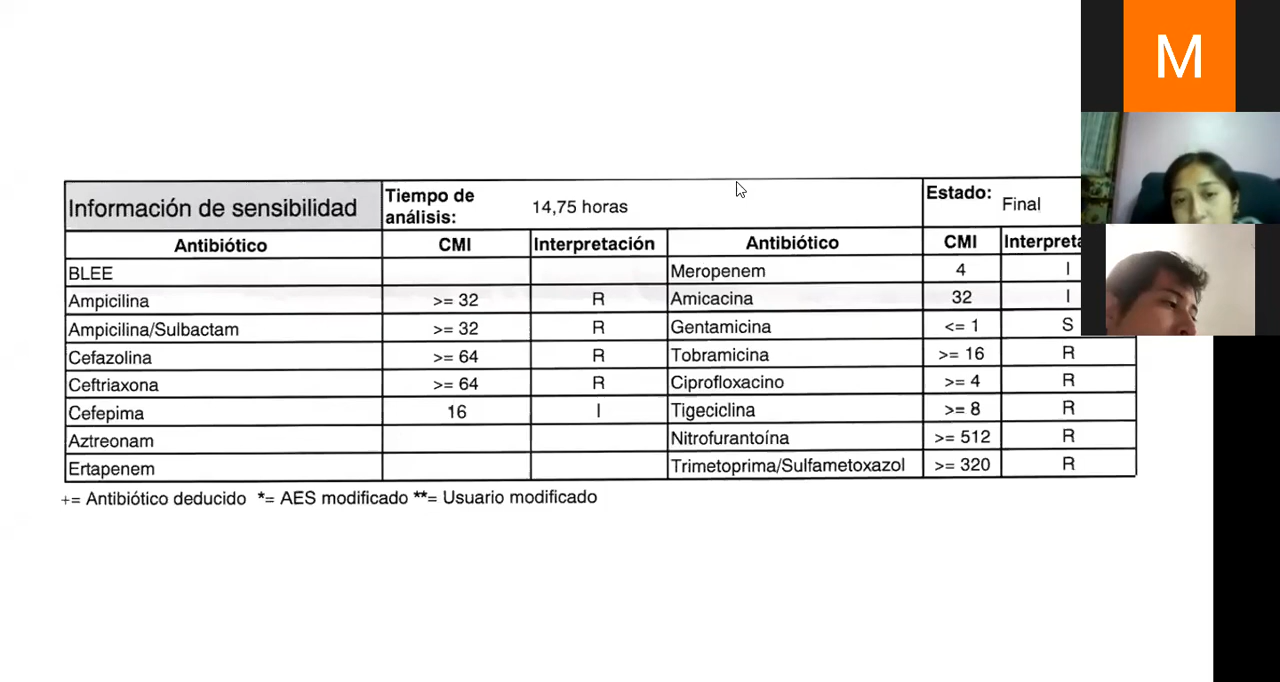 M
Información de sensibilidad Tiempo de análisis: 14,75 horas Estado: Final
Antibiótico CMI Interpretación Antibiótico CMI Interpreta
BLEE Meropenem 4 I
Ampicilina >= 32 R Amicacina 32 I
Ampicilina/Sulbactam >= 32 R Gentamicina <= 1 S
Cefazolina >= 64 R Tobramicina >= 16 R
Ceftriaxona >= 64 R Ciprofloxacino >= 4 R
Cefepima 16 I Tigeciclina >= 8 R
Aztreonam Nitrofurantoína >= 512 R
Ertapenem Trimetoprima/Sulfametoxazol >= 320 R
+= Antibiótico deducido *= AES modificado **= Usuario modificado